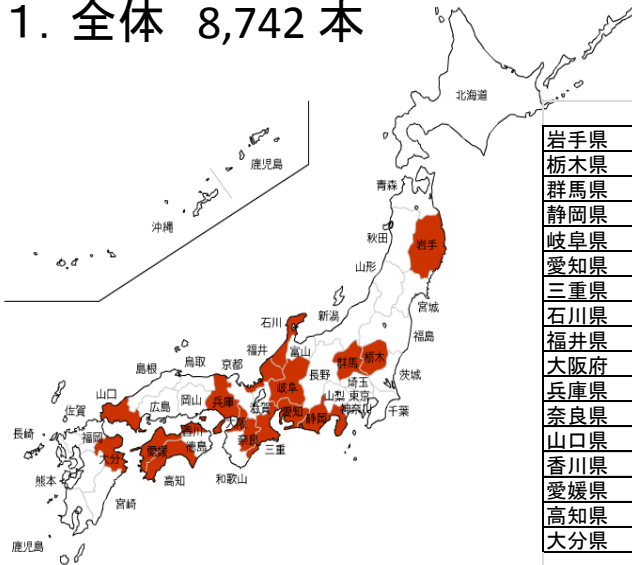 1. 全体 8,742 本
北海道
鹿児島
沖縄
青森
秋田
岩手
山形
宮城
新潟
福島
石川
福井
富山
群馬
栃木
茨城
長野
埼玉
山梨
東京
神奈川
千葉
岐阜
愛知
静岡
滋賀
京都
兵庫
大阪
奈良
三重
和歌山
鳥取
島根
岡山
広島
山口
香川
徳島
愛媛
高知
福岡
佐賀
長崎
大分
熊本
宮崎
鹿児島
岩手県
栃木県
群馬県
静岡県
岐阜県
愛知県
三重県
石川県
福井県
大阪府
兵庫県
奈良県
山口県
香川県
愛媛県
高知県
大分県